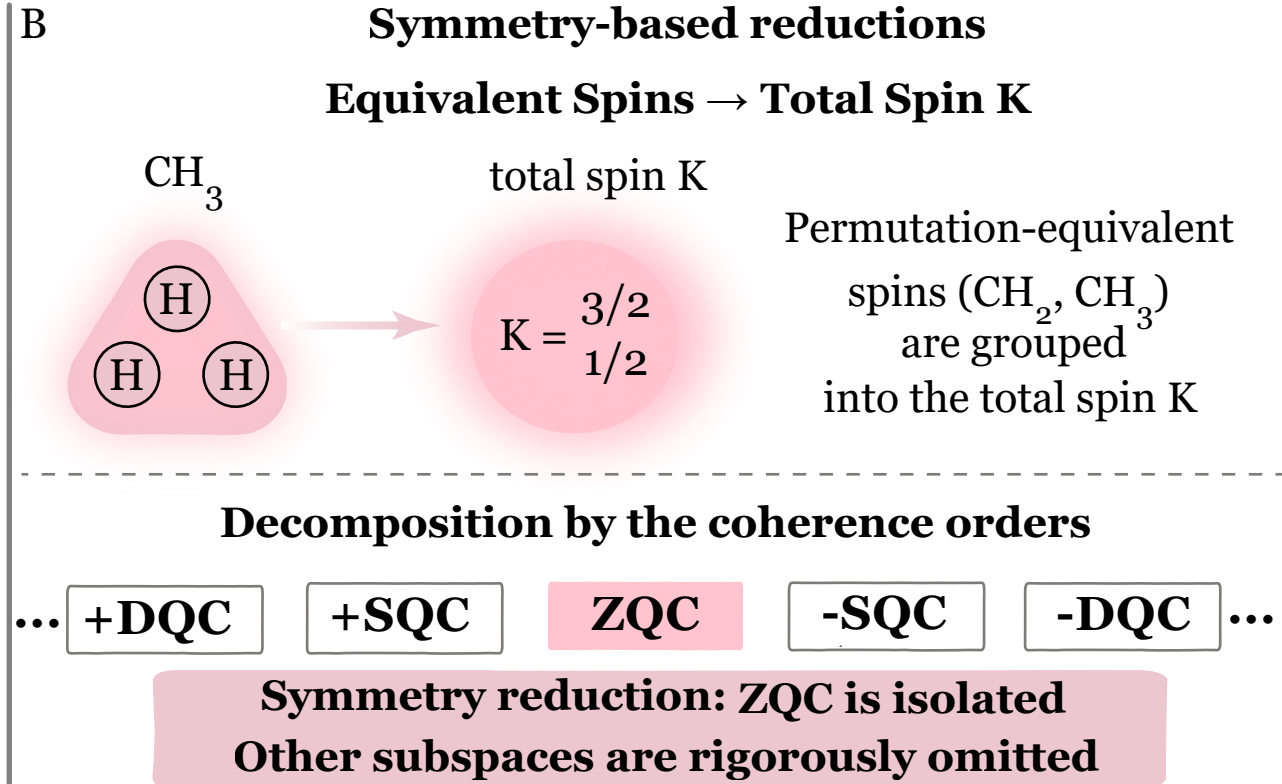 B
Symmetry-based reductions
Equivalent Spins → Total Spin K
CH₃
total spin K
H
H H
K = 3/2
1/2
Permutation-equivalent
spins (CH₂, CH₃)
are grouped
into the total spin K
Decomposition by the coherence orders
... +DQC +SQC ZQC -SQC -DQC ...
Symmetry reduction: ZQC is isolated
Other subspaces are rigorously omitted